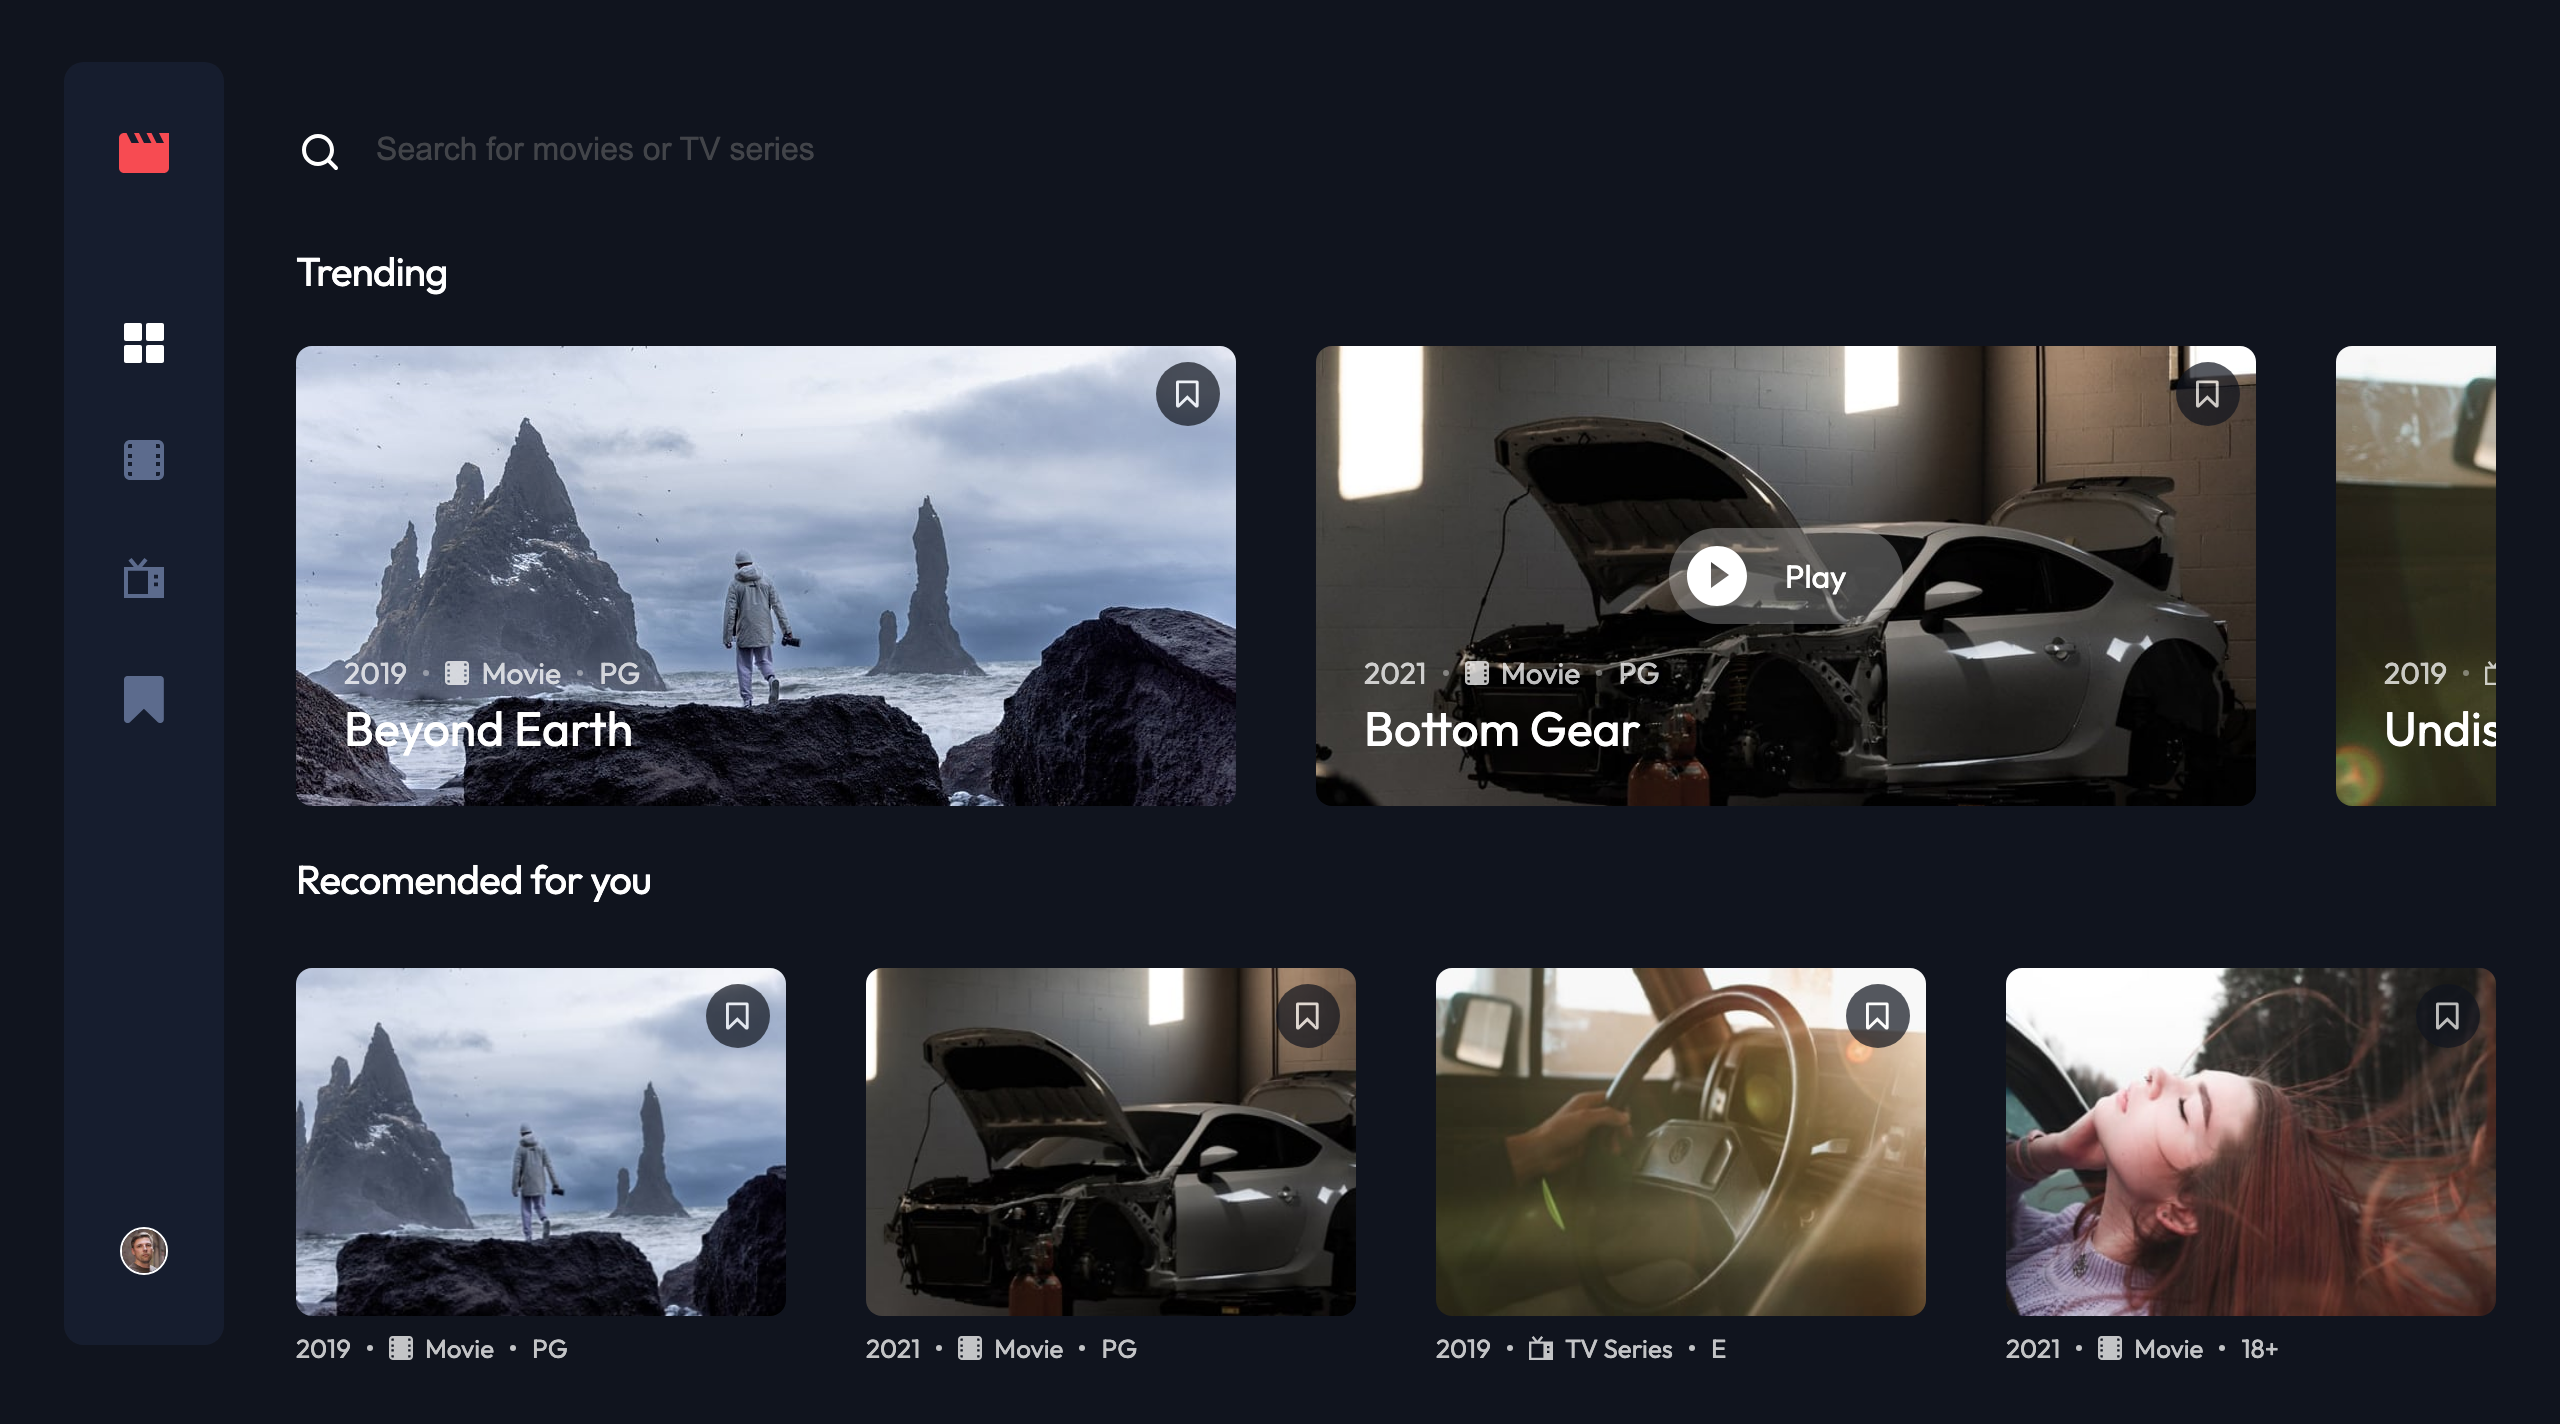 Search for movies or TV series
Trending
2019 • Movie • PG
Beyond Earth
Play
2021 • Movie • PG
Bottom Gear
2019 •
Undis
Recomended for you
2019 • Movie • PG
2021 • Movie • PG
2019 • TV Series • E
2021 • Movie • 18+